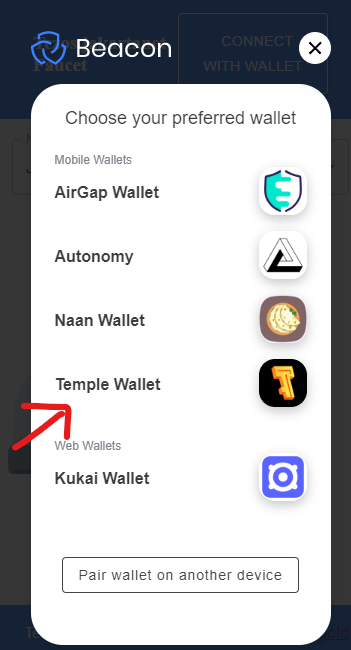 Beacon
CONNECT
WITH WALLET
Faucet
Choose your preferred wallet
Mobile Wallets
AirGap Wallet
Autonomy
Naan Wallet
Temple Wallet
Web Wallets
Kukai Wallet
Pair wallet on another device